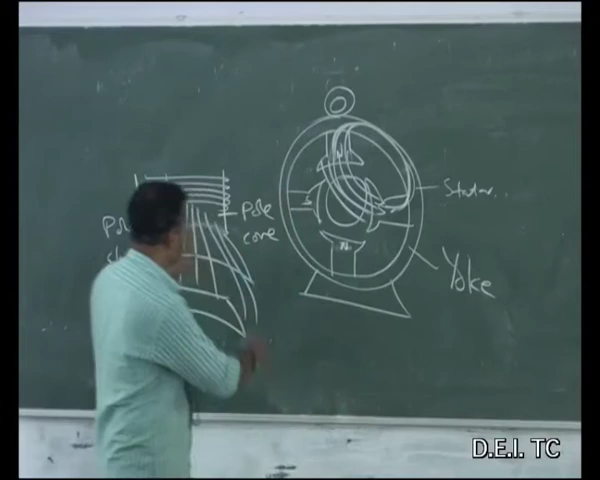 Pole
core
N
S
N
Stator..
Yoke
D.E.I. TC